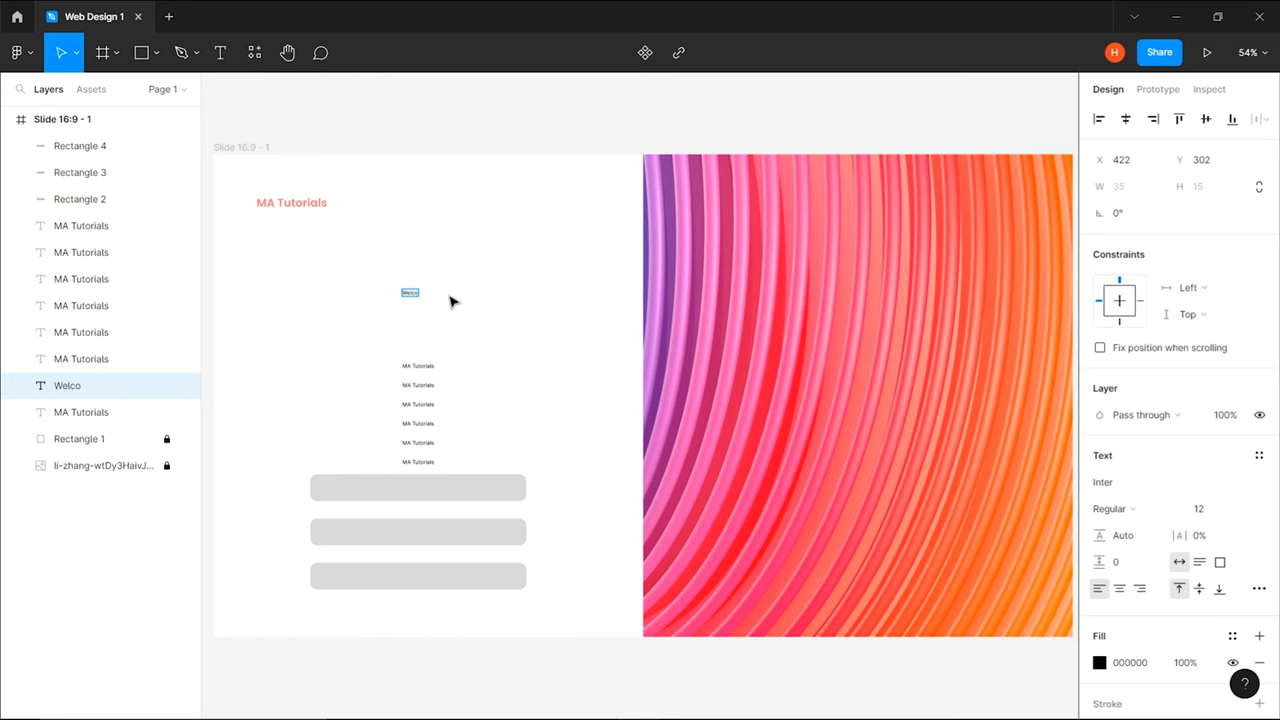 Web Design 1
Share
54%
Layers
Assets
Page 1
Design
Prototype
Inspect
Slide 16:9 - 1
Rectangle 4
Rectangle 3
Rectangle 2
MA Tutorials
MA Tutorials
MA Tutorials
MA Tutorials
MA Tutorials
MA Tutorials
Welco
MA Tutorials
Rectangle 1
li-zhang-wtDy3HaivJ...
Slide 16:9 - 1
MA Tutorials
Welco
MA Tutorials
MA Tutorials
MA Tutorials
MA Tutorials
MA Tutorials
MA Tutorials
X 422 Y 302
W 35 H 15
0°
Constraints
Left
Top
Fix position when scrolling
Layer
Pass through 100%
Text
Inter
Regular 12
Auto |A| 0%
0
Fill
000000 100%
?
Stroke
H